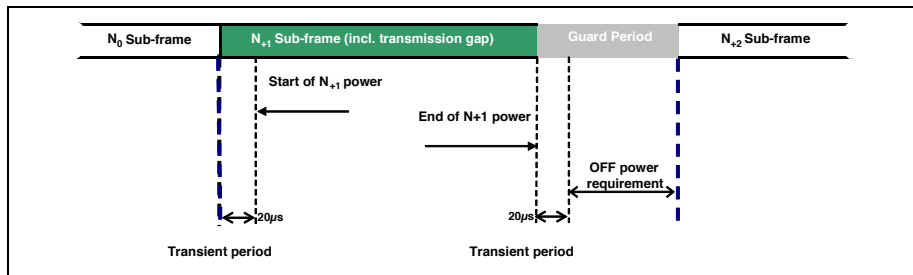 N0 Sub-frame
N+1 Sub-frame (incl. transmission gap)
Guard Period
N+2 Sub-frame
Start of N+1 power
End of N+1 power
OFF power
requirement
20µs
20µs
Transient period
Transient period